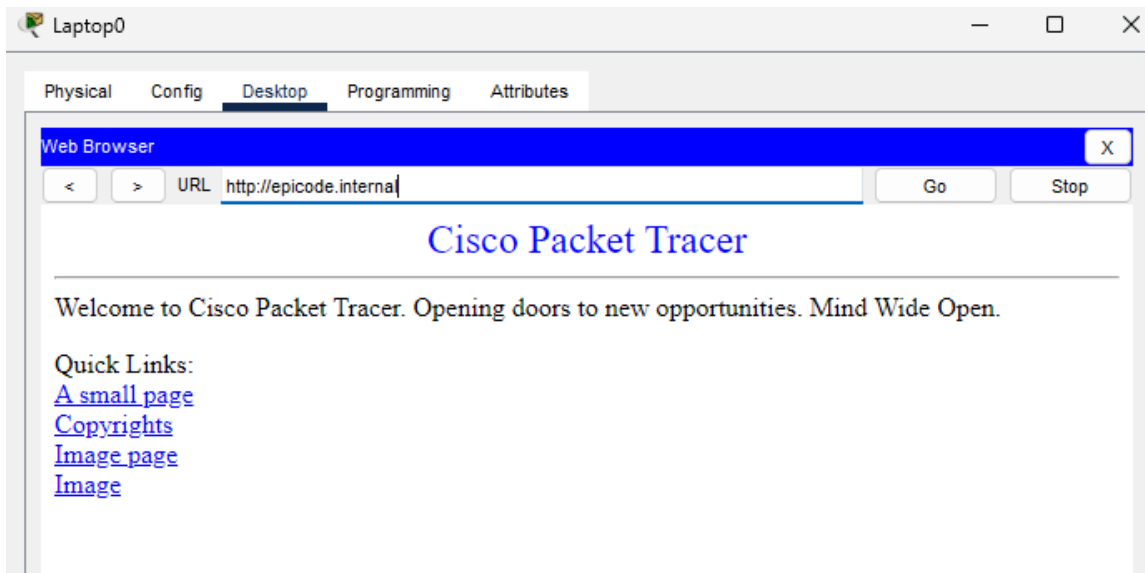 Laptop0
Physical Config Desktop Programming Attributes
Web Browser X
< > URL http://epicode.internal Go Stop
Cisco Packet Tracer
Welcome to Cisco Packet Tracer. Opening doors to new opportunities. Mind Wide Open.
Quick Links:
A small page
Copyrights
Image page
Image